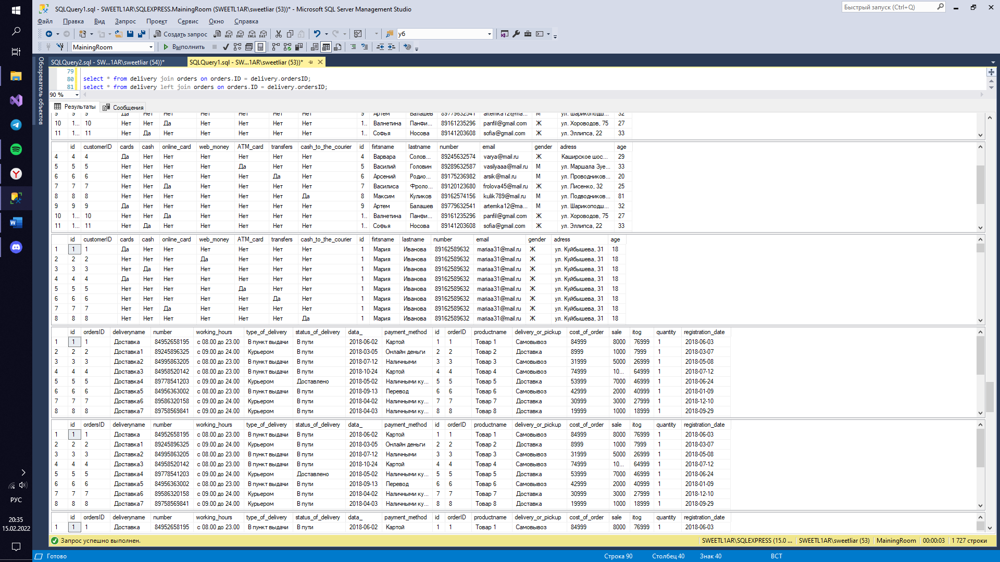 SQLQuery1.sql - SWEETL1AR\SQLEXPRESS.MainingRoom (SWEETL1AR\sweetliar (53))* - Microsoft SQL Server Management Studio
Быстрый запуск (Ctrl+Q)
Файл Правка Вид Запрос Проект Сервис Окно Справка
Создать запрос MDX DMX XMLA DAX у6
MainingRoom Выполнить
Обозреватель объектов
SQLQuery2.sql - SW...1AR\sweetliar (54))* SQLQuery1.sql - SW...1AR\sweetliar (53))*
79
80 select * from delivery join orders on orders.ID = delivery.ordersID;
81 select * from delivery left join orders on orders.ID = delivery.ordersID;
90 %
Результаты Сообщения
9 9 9 Да Нет Нет Нет Нет Нет Нет 9 Артем Балашев 89779632541 artemka12@ma... М ул. Шарикоподш... 32
10 1... 10 Нет Нет Да Нет Нет Нет Нет 1.. Валнетина Панфи... 89161235296 panfil@gmail.com Ж ул. Хороводов, 75 27
11 1... 11 Нет Да Нет Нет Нет Нет Нет 1.. Софья Носова 89141203608 sofia@gmail.com Ж ул. Эллипса, 22 33
id customerID cards cash online_card web_money ATM_card transfers cash_to_the_courier id firtsname lastname number email gender adress age
4 4 4 Да Нет Нет Нет Нет Нет Нет 4 Варвара Солов... 89245632574 varya@mail.ru Ж Каширское шос... 29
5 5 5 Нет Нет Нет Нет Да Нет Нет 5 Василий Головин 89289632587 vasilyaaa@mail.ru М ул. Маршала Зуе... 33
6 6 6 Нет Нет Нет Нет Нет Да Нет 6 Арсений Родио... 89175236982 arsik@mail.ru М ул. Проводников... 20
7 7 7 Нет Нет Да Нет Нет Нет Нет 7 Василиса Фроло... 89120123680 frolova45@mail.ru Ж ул. Лисенко, 32 25
8 8 8 Нет Нет Нет Нет Нет Нет Да 8 Максим Куликов 89162574156 kulik789@mail.ru М ул. Подводников... 81
9 9 9 Да Нет Нет Нет Нет Нет Нет 9 Артем Балашев 89779632541 artemka12@ma... М ул. Шарикоподш... 32
10 1... 10 Нет Нет Да Нет Нет Нет Нет 1.. Валнетина Панфи... 89161235296 panfil@gmail.com Ж ул. Хороводов, 75 27
11 1... 11 Нет Да Нет Нет Нет Нет Нет 1.. Софья Носова 89141203608 sofia@gmail.com Ж ул. Эллипса, 22 33
id customerID cards cash online_card web_money ATM_card transfers cash_to_the_courier id firtsname lastname number email gender adress age
1 1 1 Да Нет Нет Нет Нет Нет Нет 1 Мария Иванова 89162589632 mariaa31@mail.ru Ж ул. Куйбышева, 31 18
2 2 2 Нет Нет Нет Да Нет Нет Нет 1 Мария Иванова 89162589632 mariaa31@mail.ru Ж ул. Куйбышева, 31 18
3 3 3 Нет Да Нет Нет Нет Нет Нет 1 Мария Иванова 89162589632 mariaa31@mail.ru Ж ул. Куйбышева, 31 18
4 4 4 Да Нет Нет Нет Нет Нет Нет 1 Мария Иванова 89162589632 mariaa31@mail.ru Ж ул. Куйбышева, 31 18
5 5 5 Нет Нет Нет Нет Да Нет Нет 1 Мария Иванова 89162589632 mariaa31@mail.ru Ж ул. Куйбышева, 31 18
6 6 6 Нет Нет Нет Нет Нет Да Нет 1 Мария Иванова 89162589632 mariaa31@mail.ru Ж ул. Куйбышева, 31 18
7 7 7 Нет Нет Да Нет Нет Нет Нет 1 Мария Иванова 89162589632 mariaa31@mail.ru Ж ул. Куйбышева, 31 18
8 8 8 Нет Нет Нет Нет Нет Нет Да 1 Мария Иванова 89162589632 mariaa31@mail.ru Ж ул. Куйбышева, 31 18
id ordersID deliveryname number working_hours type_of_delivery status_of_delivery data_ payment_method id orderID productname delivery_or_pickup cost_of_order sale itog quantity registration_date
1 1 1 Доставка 84952658195 с 08.00 до 23.00 В пункт выдачи В пути 2018-06-02 Картой 1 1 Товар 1 Самовывоз 84999 8000 76999 1 2018-06-03
2 2 2 Доставка1 89245896325 с 09.00 до 24.00 Курьером В пути 2018-03-05 Онлайн деньги 2 2 Товар 2 Доставка 8999 1000 7999 1 2018-03-07
3 3 3 Доставка2 84995863205 с 08.00 до 23.00 В пункт выдачи В пути 2018-07-12 Наличными 3 3 Товар 3 Самовывоз 31999 5000 26999 1 2018-05-08
4 4 4 Доставка3 84958520142 с 08.00 до 23.00 В пункт выдачи В пути 2018-10-24 Картой 4 4 Товар 4 Самовывоз 74999 10... 64999 1 2018-07-12
5 5 5 Доставка4 89778541203 с 09.00 до 24.00 Курьером Доставлено 2018-05-02 Наличными ку... 5 5 Товар 5 Доставка 53999 7000 46999 1 2018-06-24
6 6 6 Доставка5 84956363002 с 08.00 до 23.00 В пункт выдачи В пути 2018-09-13 Перевод 6 6 Товар 6 Самовывоз 42999 2000 40999 1 2018-01-09
7 7 7 Доставка6 89586320158 с 09.00 до 24.00 Курьером В пути 2018-04-02 Наличными ку... 7 7 Товар 7 Доставка 30999 3000 27999 1 2018-12-10
8 8 8 Доставка7 89758569841 с 09.00 до 24.00 Курьером В пути 2018-04-03 Наличными ку... 8 8 Товар 8 Доставка 19999 1000 18999 1 2018-09-29
id ordersID deliveryname number working_hours type_of_delivery status_of_delivery data_ payment_method id orderID productname delivery_or_pickup cost_of_order sale itog quantity registration_date
1 1 1 Доставка 84952658195 с 08.00 до 23.00 В пункт выдачи В пути 2018-06-02 Картой 1 1 Товар 1 Самовывоз 84999 8000 76999 1 2018-06-03
2 2 2 Доставка1 89245896325 с 09.00 до 24.00 Курьером В пути 2018-03-05 Онлайн деньги 2 2 Товар 2 Доставка 8999 1000 7999 1 2018-03-07
3 3 3 Доставка2 84995863205 с 08.00 до 23.00 В пункт выдачи В пути 2018-07-12 Наличными 3 3 Товар 3 Самовывоз 31999 5000 26999 1 2018-05-08
4 4 4 Доставка3 84958520142 с 08.00 до 23.00 В пункт выдачи В пути 2018-10-24 Картой 4 4 Товар 4 Самовывоз 74999 10... 64999 1 2018-07-12
5 5 5 Доставка4 89778541203 с 09.00 до 24.00 Курьером Доставлено 2018-05-02 Наличными ку... 5 5 Товар 5 Доставка 53999 7000 46999 1 2018-06-24
6 6 6 Доставка5 84956363002 с 08.00 до 23.00 В пункт выдачи В пути 2018-09-13 Перевод 6 6 Товар 6 Самовывоз 42999 2000 40999 1 2018-01-09
7 7 7 Доставка6 89586320158 с 09.00 до 24.00 Курьером В пути 2018-04-02 Наличными ку... 7 7 Товар 7 Доставка 30999 3000 27999 1 2018-12-10
8 8 8 Доставка7 89758569841 с 09.00 до 24.00 Курьером В пути 2018-04-03 Наличными ку... 8 8 Товар 8 Доставка 19999 1000 18999 1 2018-09-29
id ordersID deliveryname number working_hours type_of_delivery status_of_delivery data_ payment_method id orderID productname delivery_or_pickup cost_of_order sale itog quantity registration_date
1 1 1 Доставка 84952658195 с 08.00 до 23.00 В пункт выдачи В пути 2018-06-02 Картой 1 1 Товар 1 Самовывоз 84999 8000 76999 1 2018-06-03
Запрос успешно выполнен. SWEETL1AR\SQLEXPRESS (15.0 ... SWEETL1AR\sweetliar (53) MainingRoom 00:00:03 1 727 строки
Готово Строка 90 Столбец 40 Знак 40 ВСТ
РУС
20:35
15.02.2022